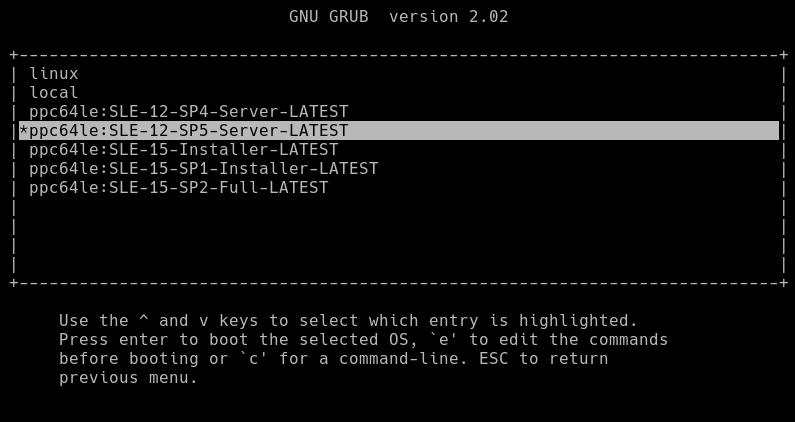 GNU GRUB  version 2.02
linux
local
ppc64le:SLE-12-SP4-Server-LATEST
*ppc64le:SLE-12-SP5-Server-LATEST
ppc64le:SLE-15-Installer-LATEST
ppc64le:SLE-15-SP1-Installer-LATEST
ppc64le:SLE-15-SP2-Full-LATEST
Use the ^ and v keys to select which entry is highlighted.
Press enter to boot the selected OS, `e' to edit the commands
before booting or `c' for a command-line. ESC to return
previous menu.